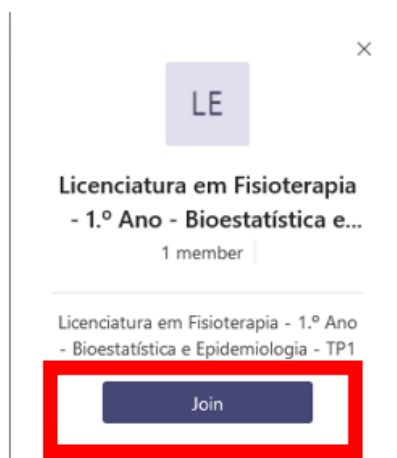 LE
Licenciatura em Fisioterapia
- 1.º Ano - Bioestatística e...
1 member
Licenciatura em Fisioterapia - 1.º Ano
- Bioestatística e Epidemiologia - TP1
Join